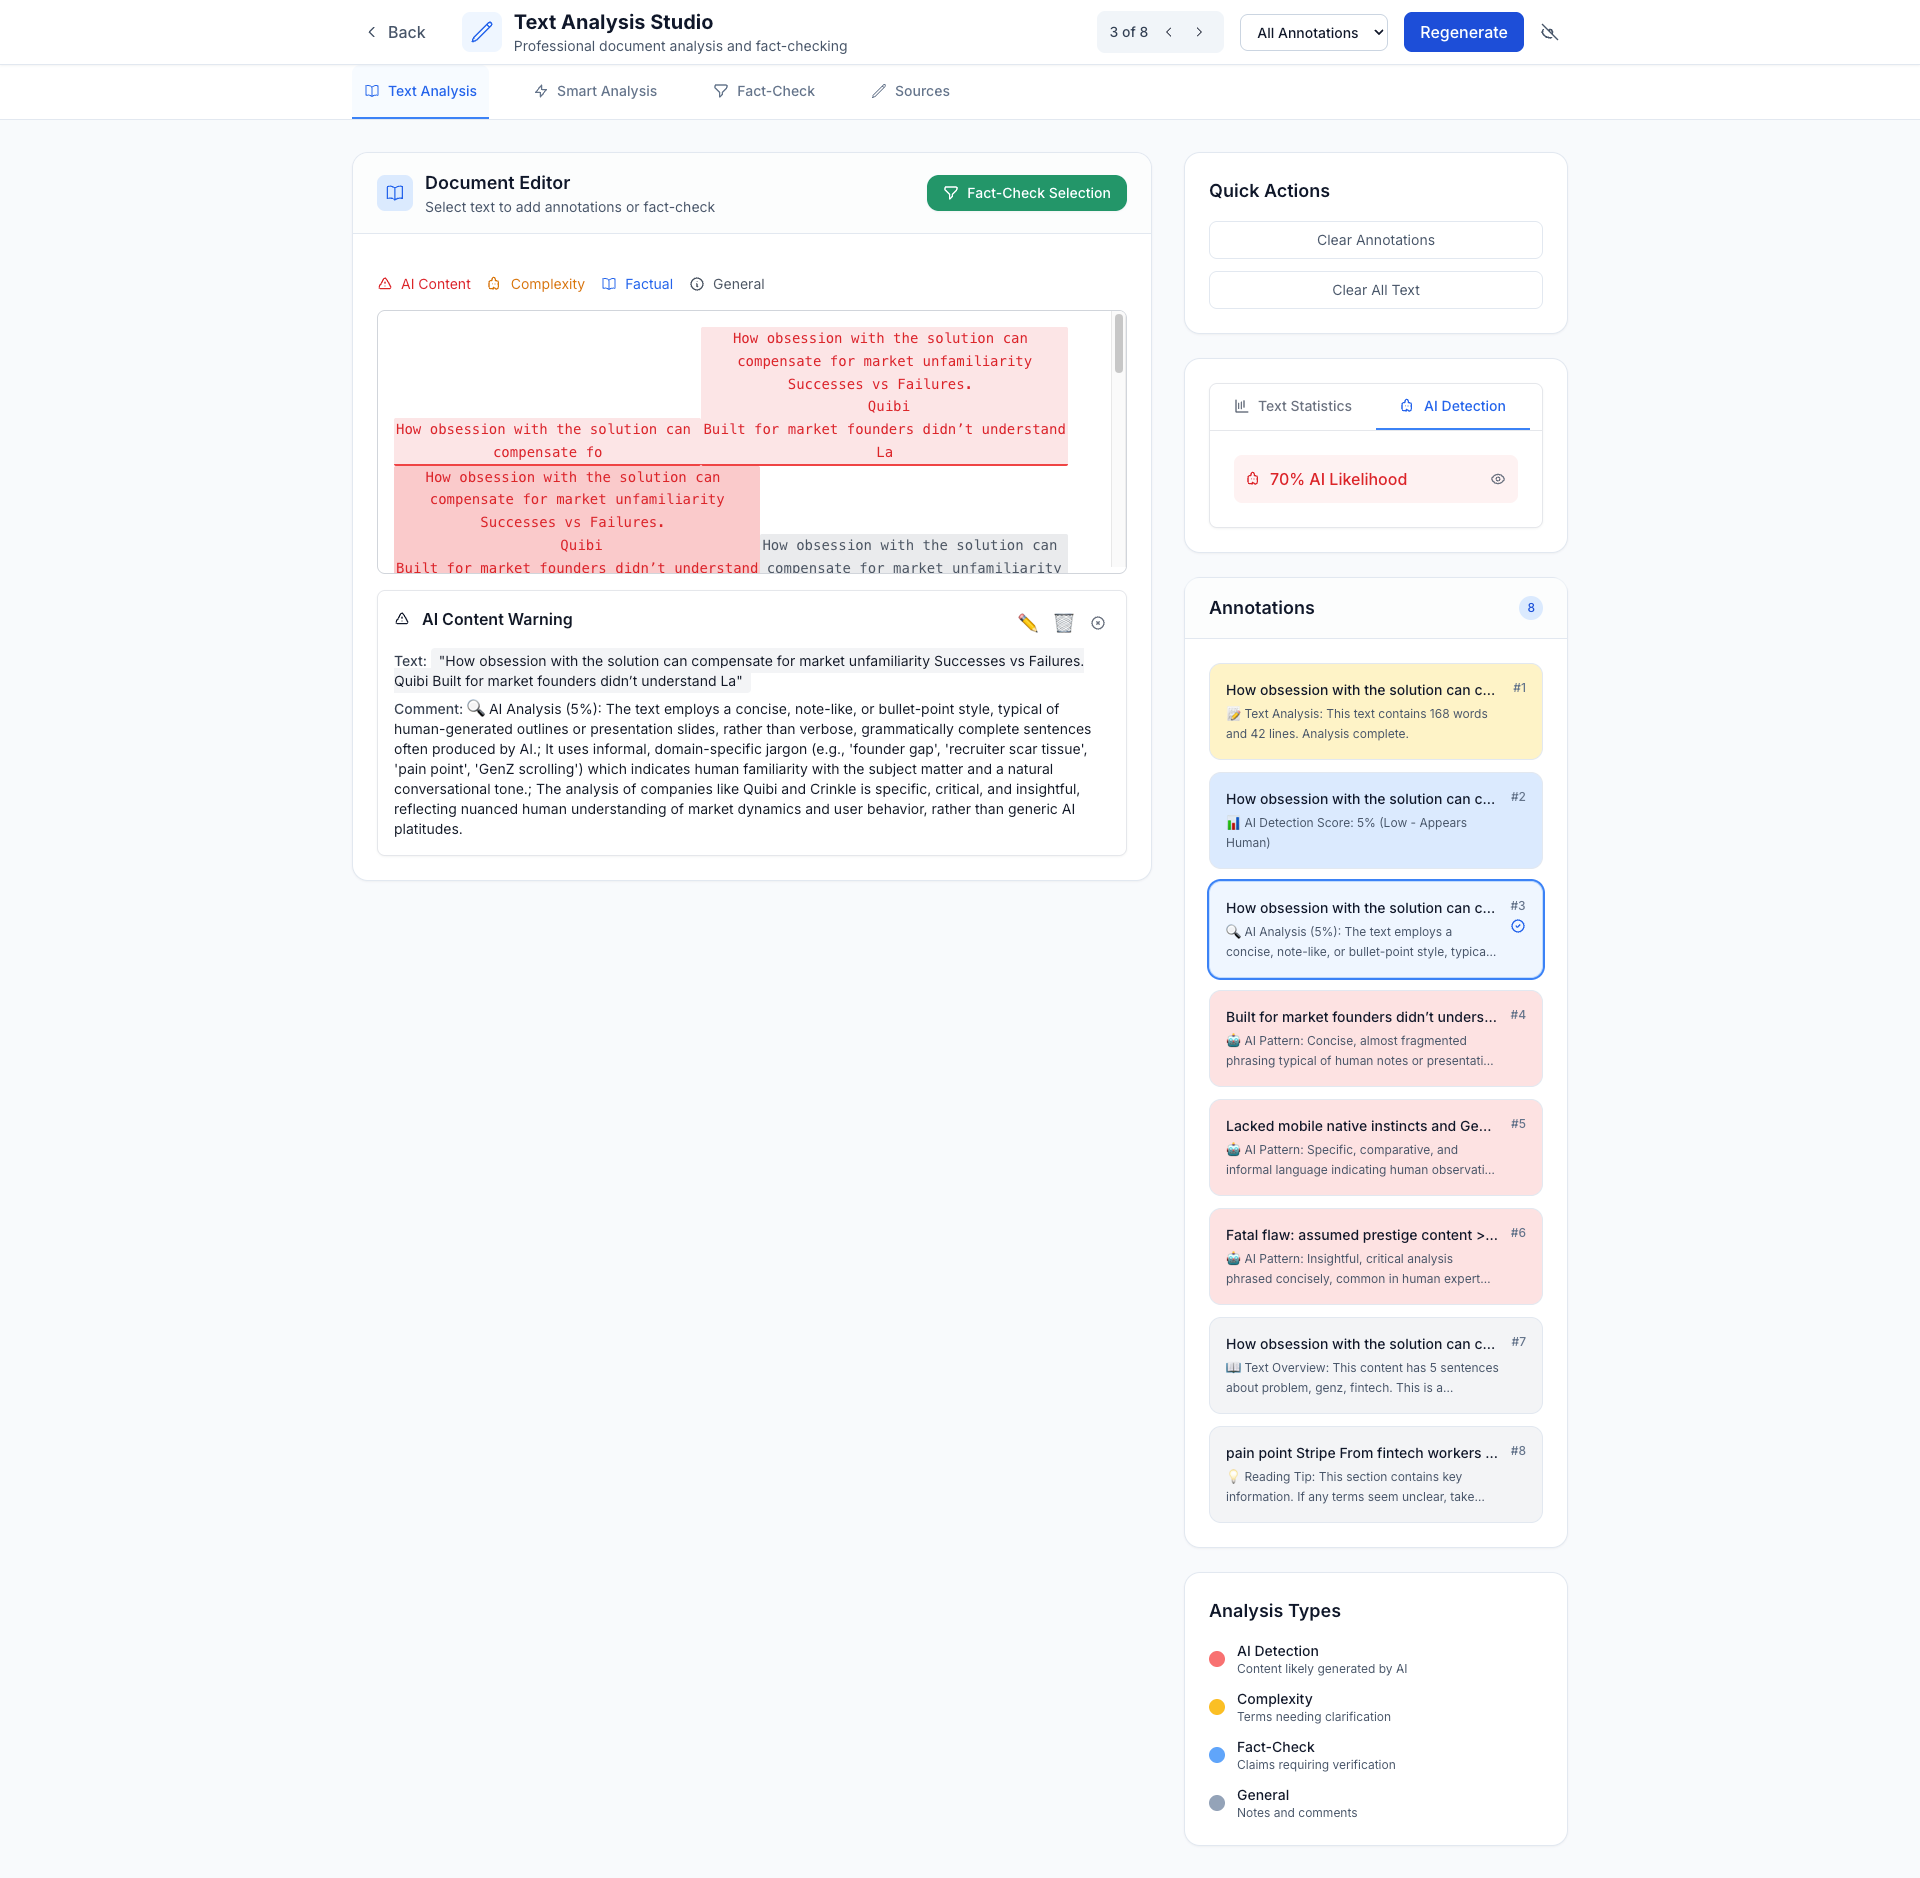 Back
Text Analysis Studio
Professional document analysis and fact-checking
3 of 8
All Annotations
Regenerate
Text Analysis
Smart Analysis
Fact-Check
Sources
Document Editor
Select text to add annotations or fact-check
Fact-Check Selection
AI Content
Complexity
Factual
General
How obsession with the solution can
compensate for market unfamiliarity
Successes vs Failures.
Quibi
How obsession with the solution can Built for market founders didn’t understand
compensate fo La
How obsession with the solution can
compensate for market unfamiliarity
Successes vs Failures.
Quibi How obsession with the solution can
Built for market founders didn’t understand compensate for market unfamiliarity
AI Content Warning
Text: "How obsession with the solution can compensate for market unfamiliarity Successes vs Failures.
Quibi Built for market founders didn’t understand La"
Comment: 🔍 AI Analysis (5%): The text employs a concise, note-like, or bullet-point style, typical of
human-generated outlines or presentation slides, rather than verbose, grammatically complete sentences
often produced by AI.; It uses informal, domain-specific jargon (e.g., 'founder gap', 'recruiter scar tissue',
'pain point', 'GenZ scrolling') which indicates human familiarity with the subject matter and a natural
conversational tone.; The analysis of companies like Quibi and Crinkle is specific, critical, and insightful,
reflecting nuanced human understanding of market dynamics and user behavior, rather than generic AI
platitudes.
Quick Actions
Clear Annotations
Clear All Text
Text Statistics
AI Detection
70% AI Likelihood
Annotations
8
How obsession with the solution can c... #1
📝 Text Analysis: This text contains 168 words
and 42 lines. Analysis complete.
How obsession with the solution can c... #2
📊 AI Detection Score: 5% (Low - Appears
Human)
How obsession with the solution can c... #3
🔍 AI Analysis (5%): The text employs a
concise, note-like, or bullet-point style, typica...
Built for market founders didn’t unders... #4
🤖 AI Pattern: Concise, almost fragmented
phrasing typical of human notes or presentati...
Lacked mobile native instincts and Ge... #5
🤖 AI Pattern: Specific, comparative, and
informal language indicating human observati...
Fatal flaw: assumed prestige content >... #6
🤖 AI Pattern: Insightful, critical analysis
phrased concisely, common in human expert...
How obsession with the solution can c... #7
📖 Text Overview: This content has 5 sentences
about problem, genz, fintech. This is a...
pain point Stripe From fintech workers ... #8
💡 Reading Tip: This section contains key
information. If any terms seem unclear, take...
Analysis Types
AI Detection
Content likely generated by AI
Complexity
Terms needing clarification
Fact-Check
Claims requiring verification
General
Notes and comments